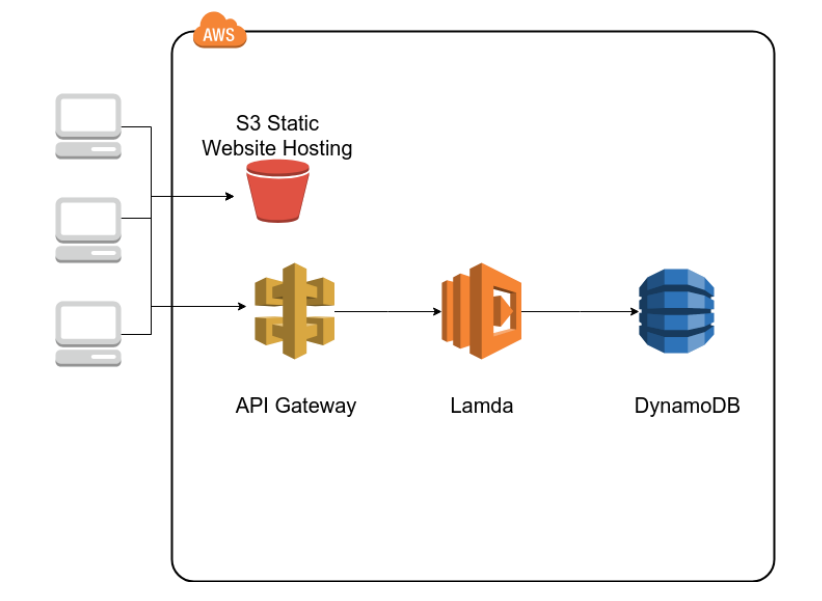 AWS
S3 Static
Website Hosting
API Gateway
Lamda
DynamoDB